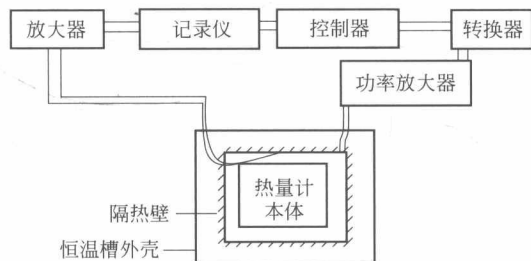 放大器
记录仪
控制器
转换器
功率放大器
热量计
本体
隔热壁
恒温槽外壳